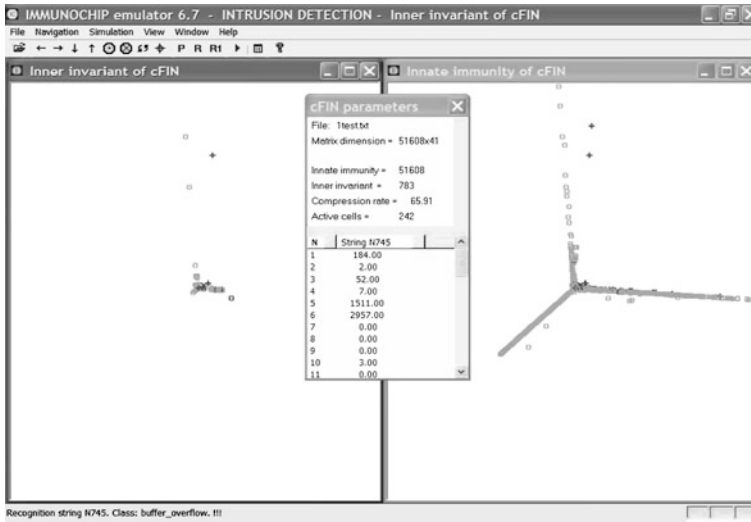 IMMUNOCHIP emulator 6.7 - INTRUSION DETECTION - Inner invariant of cFIN
File Navigation Simulation View Window Help
P R R1
Inner invariant of cFIN
Innate immunity of cFIN
cFIN parameters
File: 1test.txt
Matrix dimension = 51608x41
Innate immunity = 51608
Inner invariant = 783
Compression rate = 65.91
Active cells = 242
N String N745
1 184.00
2 2.00
3 52.00
4 7.00
5 1511.00
6 2957.00
7 0.00
8 0.00
9 0.00
10 3.00
11 0.00
Recognition string N745. Class: buffer_overflow. !!!